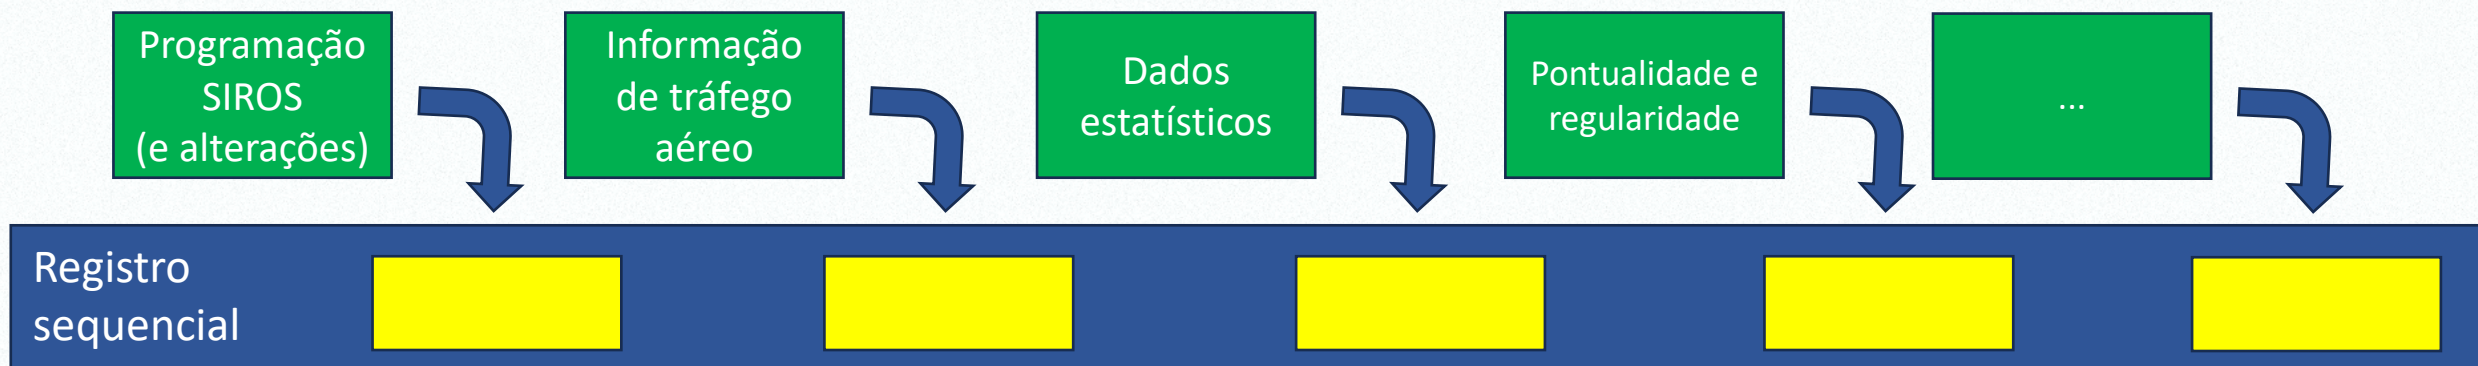 Programação
SIROS
(e alterações)
Informação
de tráfego
aéreo
Dados
estatísticos
Pontualidade e
regularidade
...
Registro
sequencial